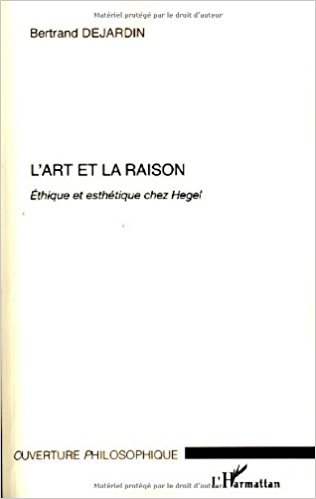 Matériel protégé par le droit d'auteur
Bertrand DEJARDIN
L'ART ET LA RAISON
Éthique et esthétique chez Hegel
OUVERTURE PHILOSOPHIQUE
L'Harmattan
Matériel protégé par le droit d'auteur